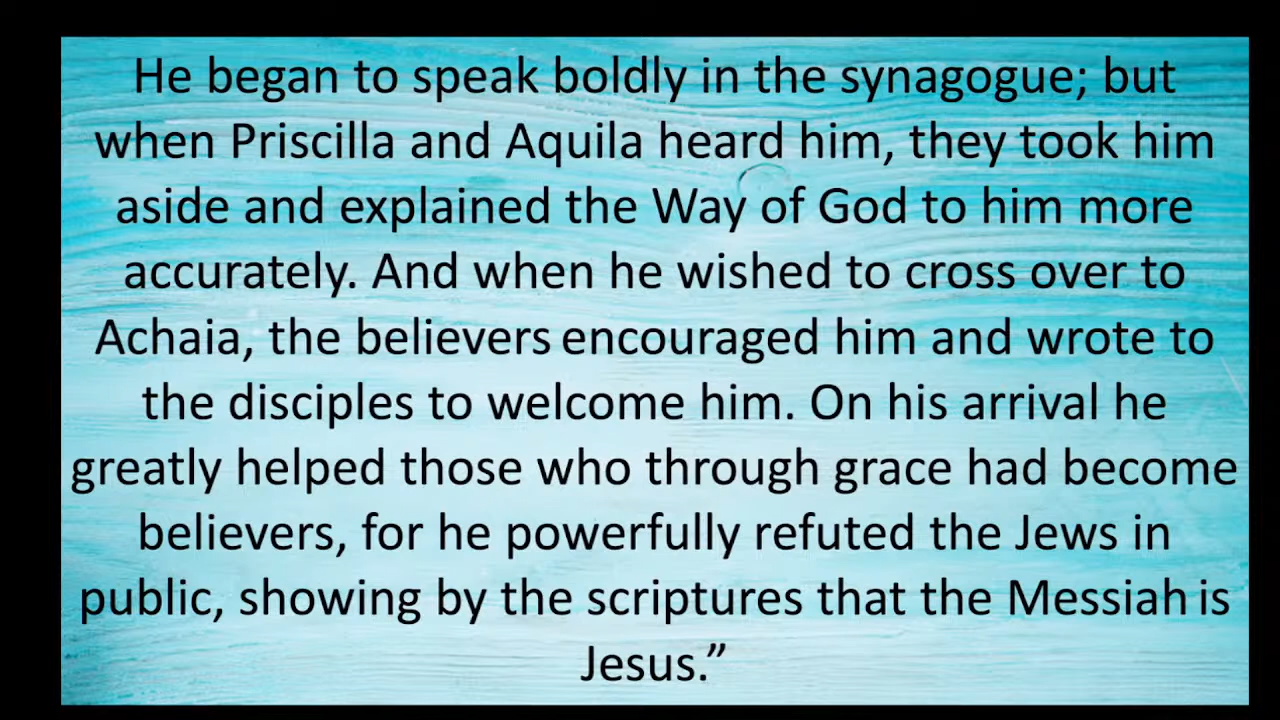 He began to speak boldly in the synagogue; but
when Priscilla and Aquila heard him, they took him
aside and explained the Way of God to him more
accurately. And when he wished to cross over to
Achaia, the believers encouraged him and wrote to
the disciples to welcome him. On his arrival he
greatly helped those who through grace had become
believers, for he powerfully refuted the Jews in
public, showing by the scriptures that the Messiah is
Jesus.”